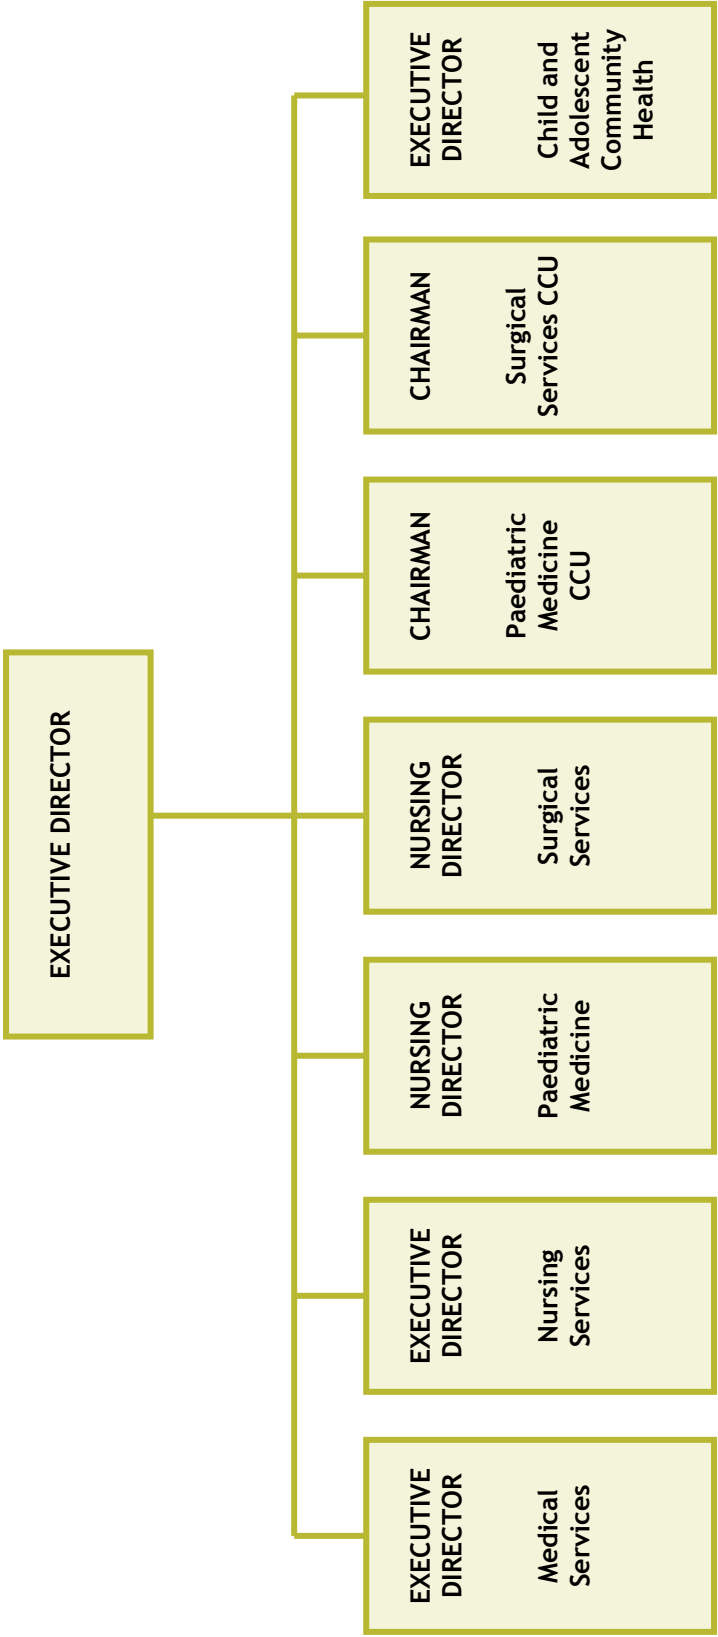 EXECUTIVE DIRECTOR
EXECUTIVE
DIRECTOR
Medical
Services
EXECUTIVE
DIRECTOR
Nursing
Services
NURSING
DIRECTOR
Paediatric
Medicine
NURSING
DIRECTOR
Surgical
Services
CHAIRMAN
Paediatric
Medicine
CCU
CHAIRMAN
Surgical
Services CCU
EXECUTIVE
DIRECTOR
Child and
Adolescent
Community
Health